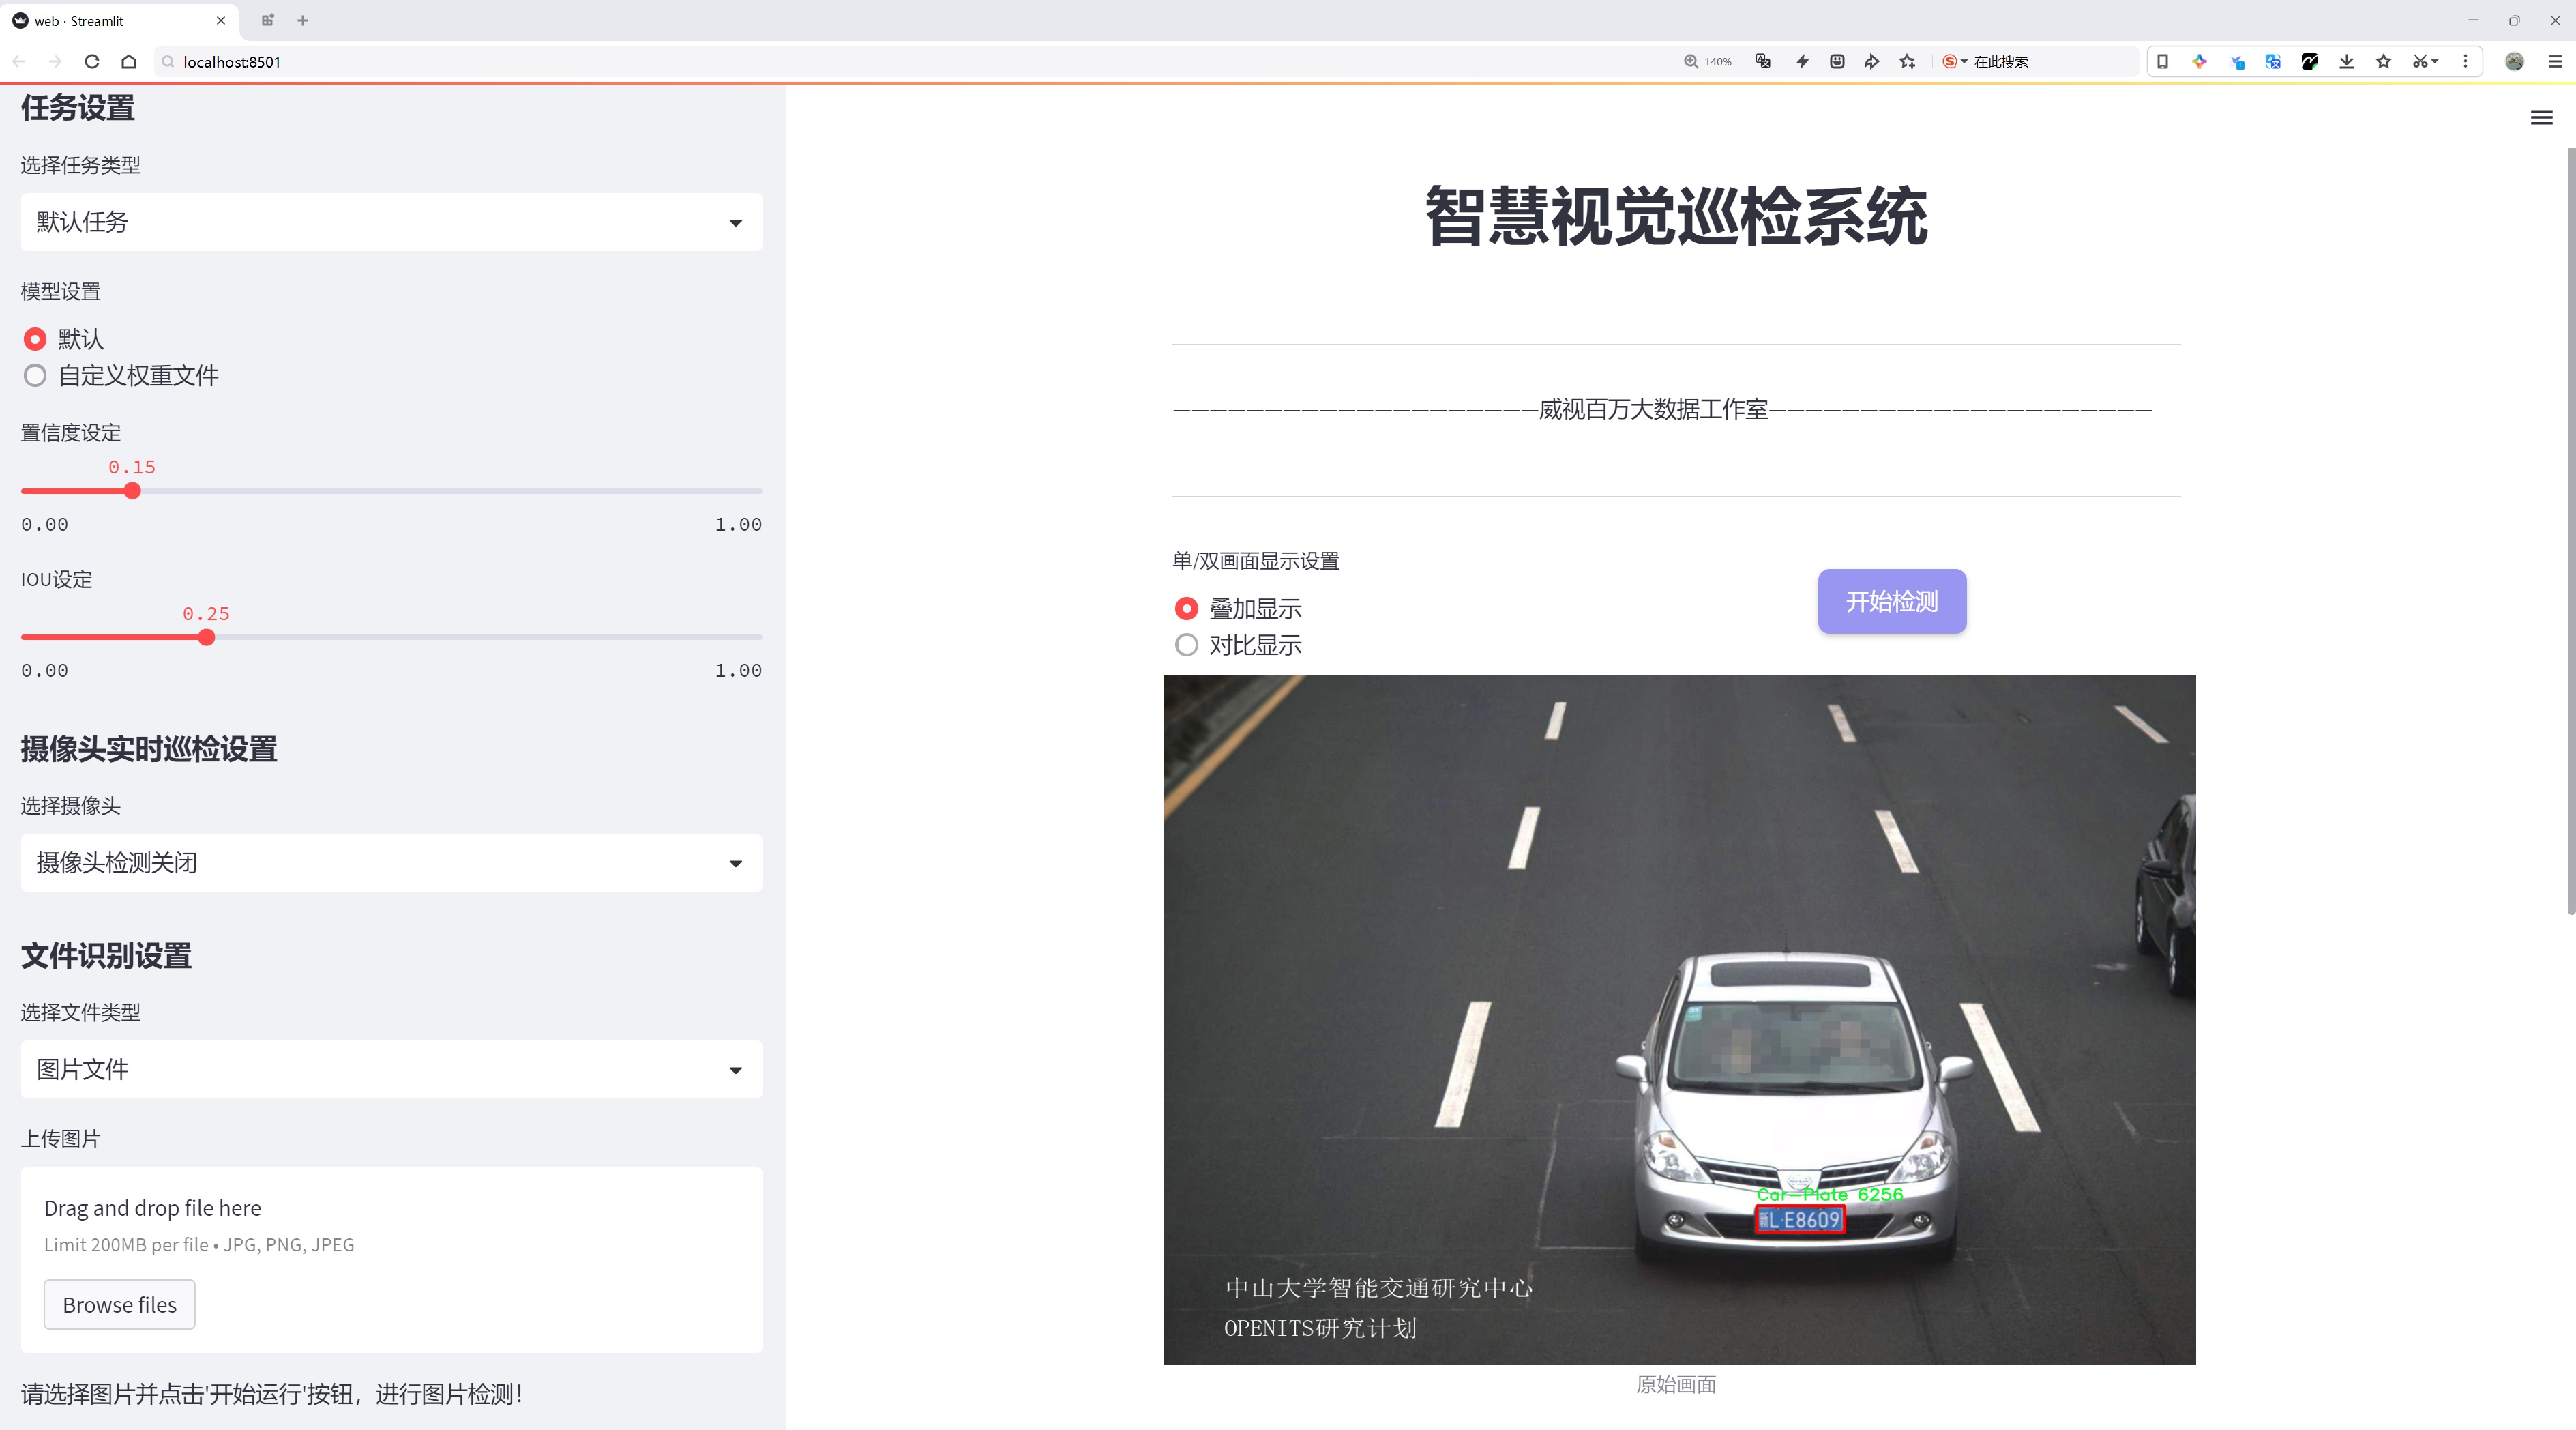 web · Streamlit
localhost:8501
140%
在此搜索
任务设置
选择任务类型
默认任务
模型设置
默认
自定义权重文件
置信度设定
0.15
0.00 1.00
IOU设定
0.25
0.00 1.00
摄像头实时巡检设置
选择摄像头
摄像头检测关闭
文件识别设置
选择文件类型
图片文件
上传图片
Drag and drop file here
Limit 200MB per file • JPG, PNG, JPEG
Browse files
请选择图片并点击'开始运行'按钮，进行图片检测！
智慧视觉巡检系统
—————————————————————威视百万大数据工作室—————————————————————
单/双画面显示设置
叠加显示
对比显示
开始检测
Car-Plate 6256
新L·E8609
中山大学智能交通研究中心
OPENITS研究计划
原始画面